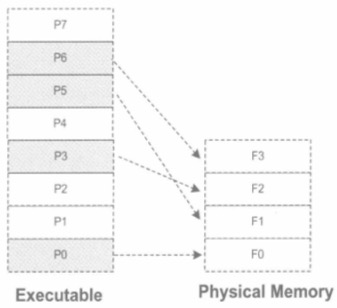 P7
P6
P5
P4
P3
P2
P1
P0
Executable
F3
F2
F1
F0
Physical Memory